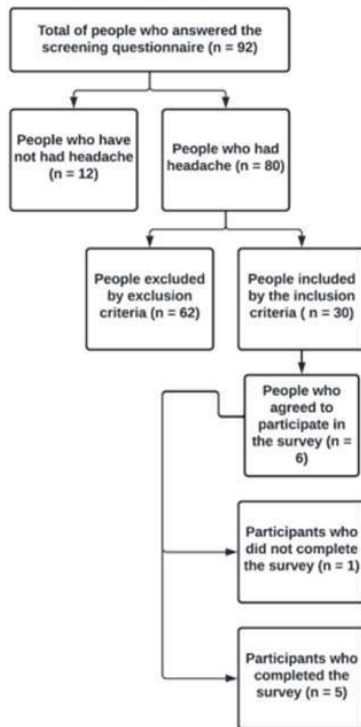 Total of people who answered the
screening questionnaire (n = 92)
People who have
not had headache
(n = 12)
People who had
headache (n = 80)
People excluded
by exclusion
criteria (n = 62)
People included
by the inclusion
criteria ( n = 30)
People who
agreed to
participate in
the survey (n =
6)
Participants who
did not complete
the survey (n = 1)
Participants who
completed the
survey (n = 5)